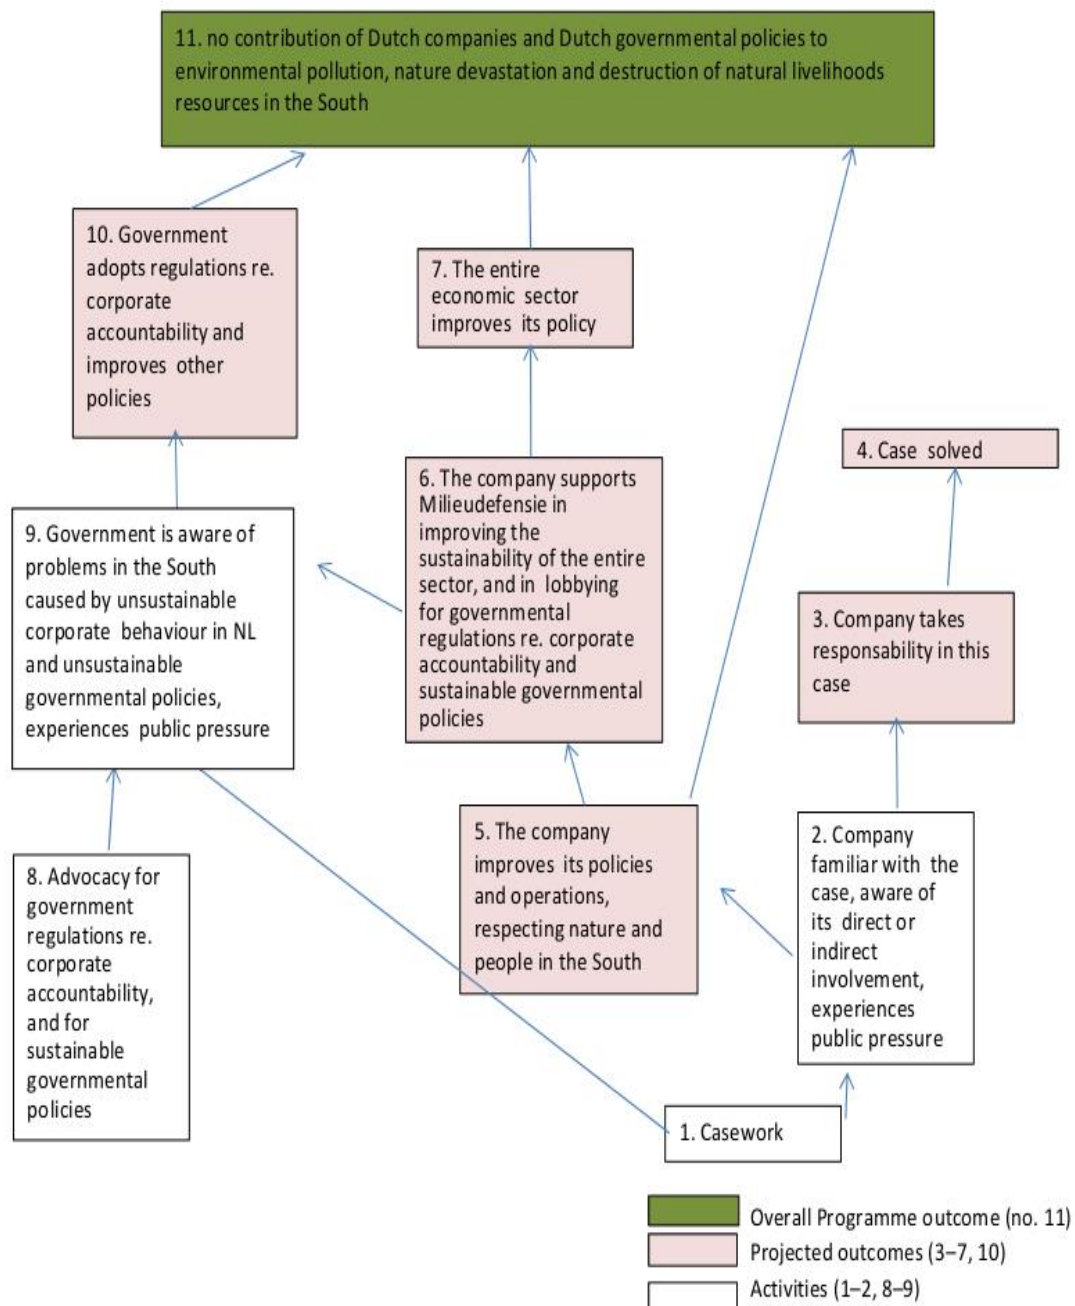 11. no contribution of Dutch companies and Dutch governmental policies to
environmental pollution, nature devastation and destruction of natural livelihoods
resources in the South
10. Government
adopts regulations re.
corporate
accountability and
improves other
policies
7. The entire
economic sector
improves its policy
4. Case solved
6. The company supports
Milieudefensie in
improving the
sustainability of the entire
sector, and in lobbying
for governmental
regulations re. corporate
accountability and
sustainable governmental
policies
9. Government is aware of
problems in the South
caused by unsustainable
corporate behaviour in NL
and unsustainable
governmental policies,
experiences public pressure
3. Company takes
responsability in this
case
5. The company
improves its policies
and operations,
respecting nature and
people in the South
2. Company
familiar with the
case, aware of
its direct or
indirect
involvement,
experiences
public pressure
8. Advocacy for
government
regulations re.
corporate
accountability,
and for
sustainable
governmental
policies
1. Casework
Overall Programme outcome (no. 11)
Projected outcomes (3–7, 10)
Activities (1–2, 8–9)